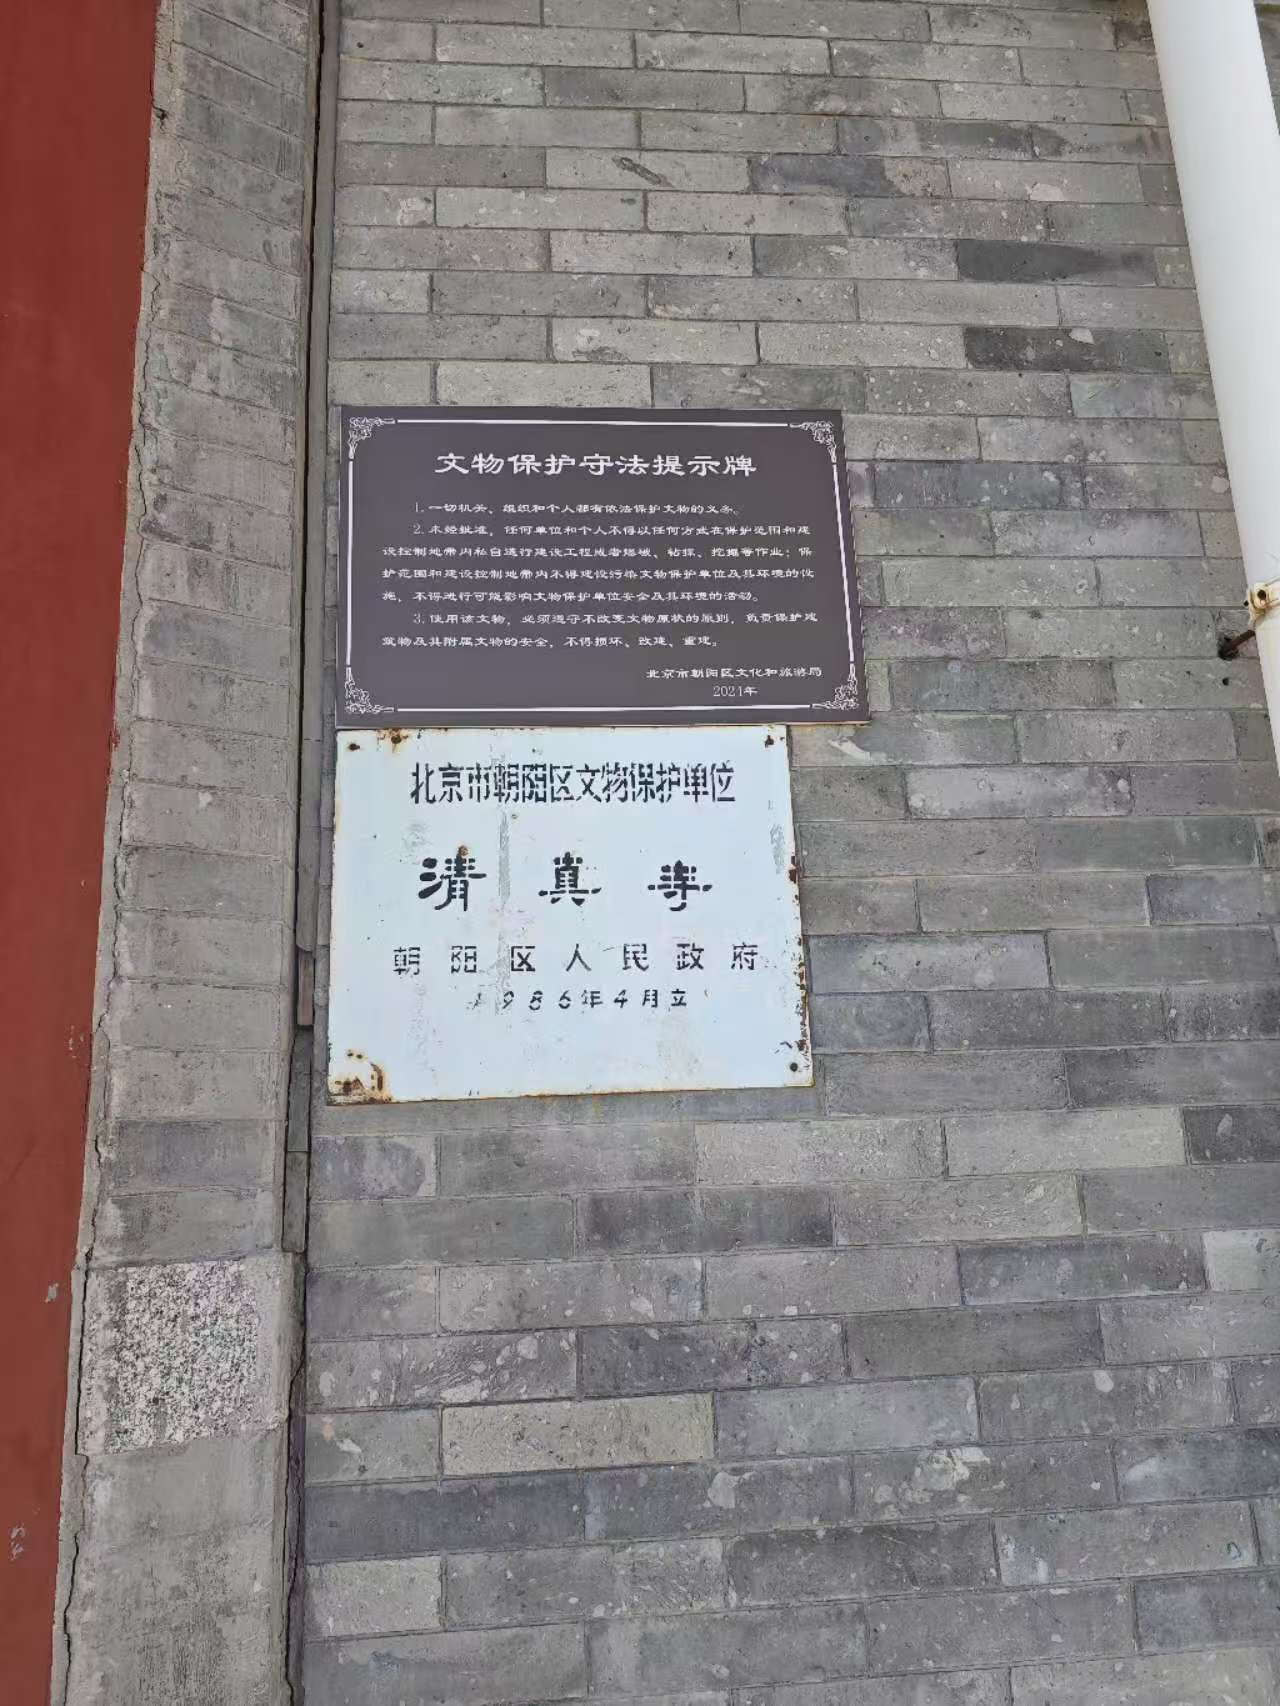 文物保护守法提示牌
1.一切机关、组织和个人都有依法保护文物的义务。
2.未经批准，任何单位和个人不得以任何方式在保护范围和建
设控制地带内私自进行建设工程或者爆破、钻探、挖掘等作业；保
护范围和建设控制地带内不得建设污染文物保护单位及其环境的设
施，不得进行可能影响文物保护单位安全及其环境的活动。
3.使用该文物，必须遵守不改变文物原状的原则，负责保护建
筑物及其附属文物的安全，不得损坏、改建、重建。
北京市朝阳区文化和旅游局
2021年
北京市朝阳区文物保护单位
清真寺
朝阳区人民政府
1986年4月立